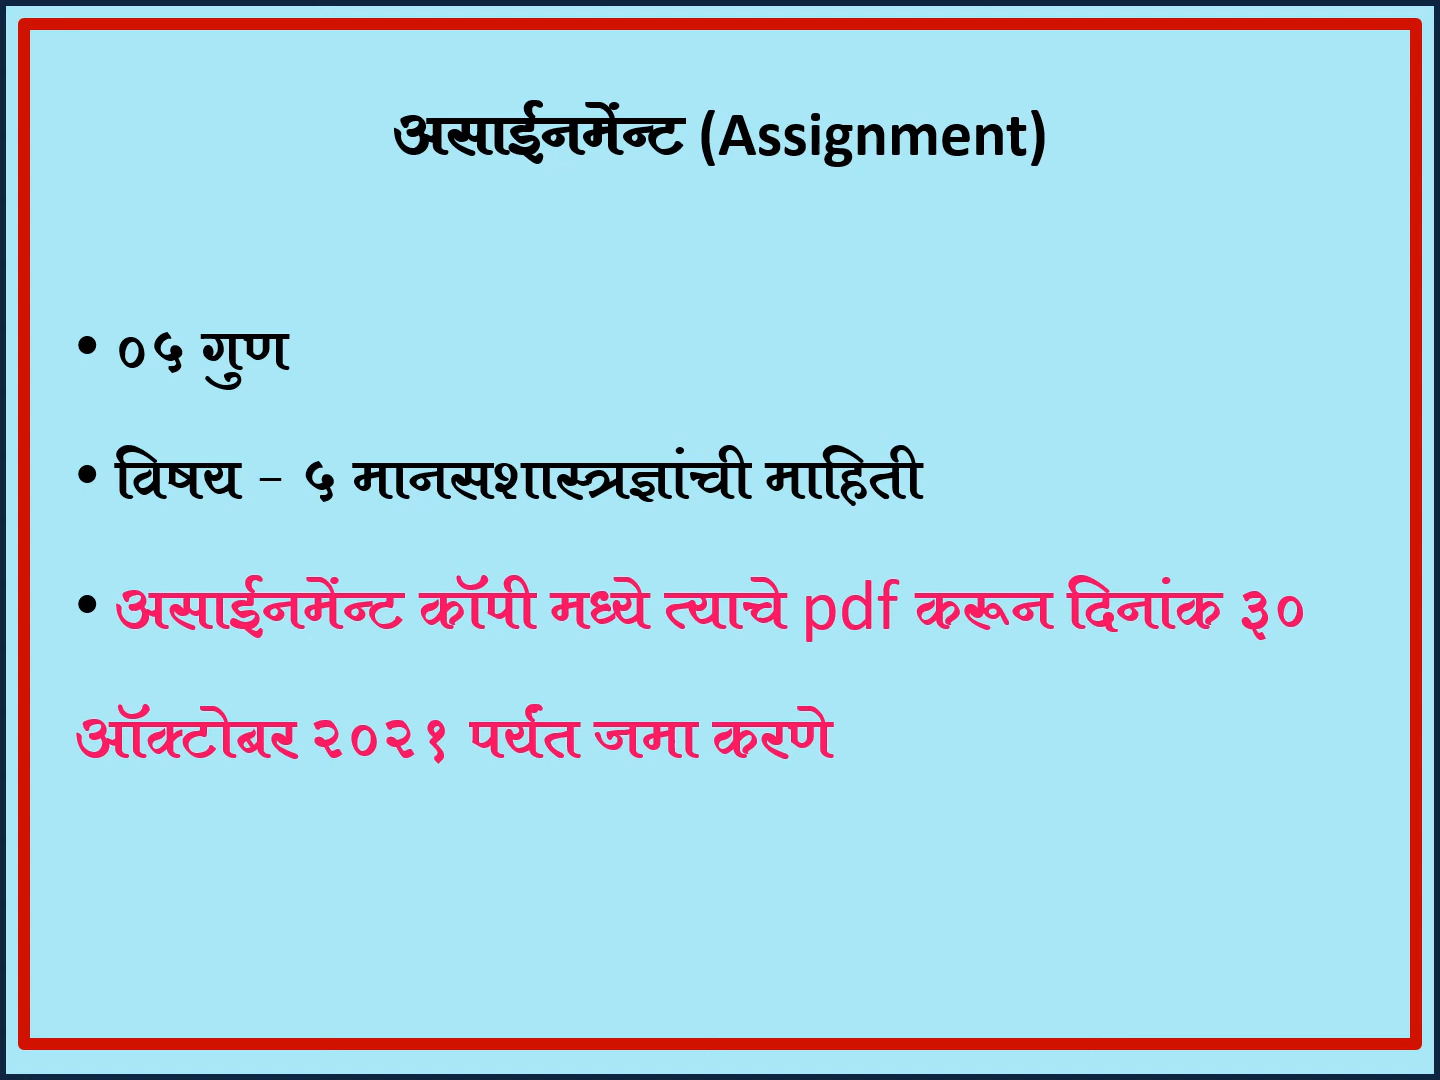 असाईनमेंन्ट (Assignment)
• ०५ गुण
• विषय - ५ मानसशास्त्रज्ञांची माहिती
• असाईनमेंन्ट कॉपी मध्ये त्याचे pdf करून दिनांक ३०
ऑक्टोबर २०२१ पर्यंत जमा करणे